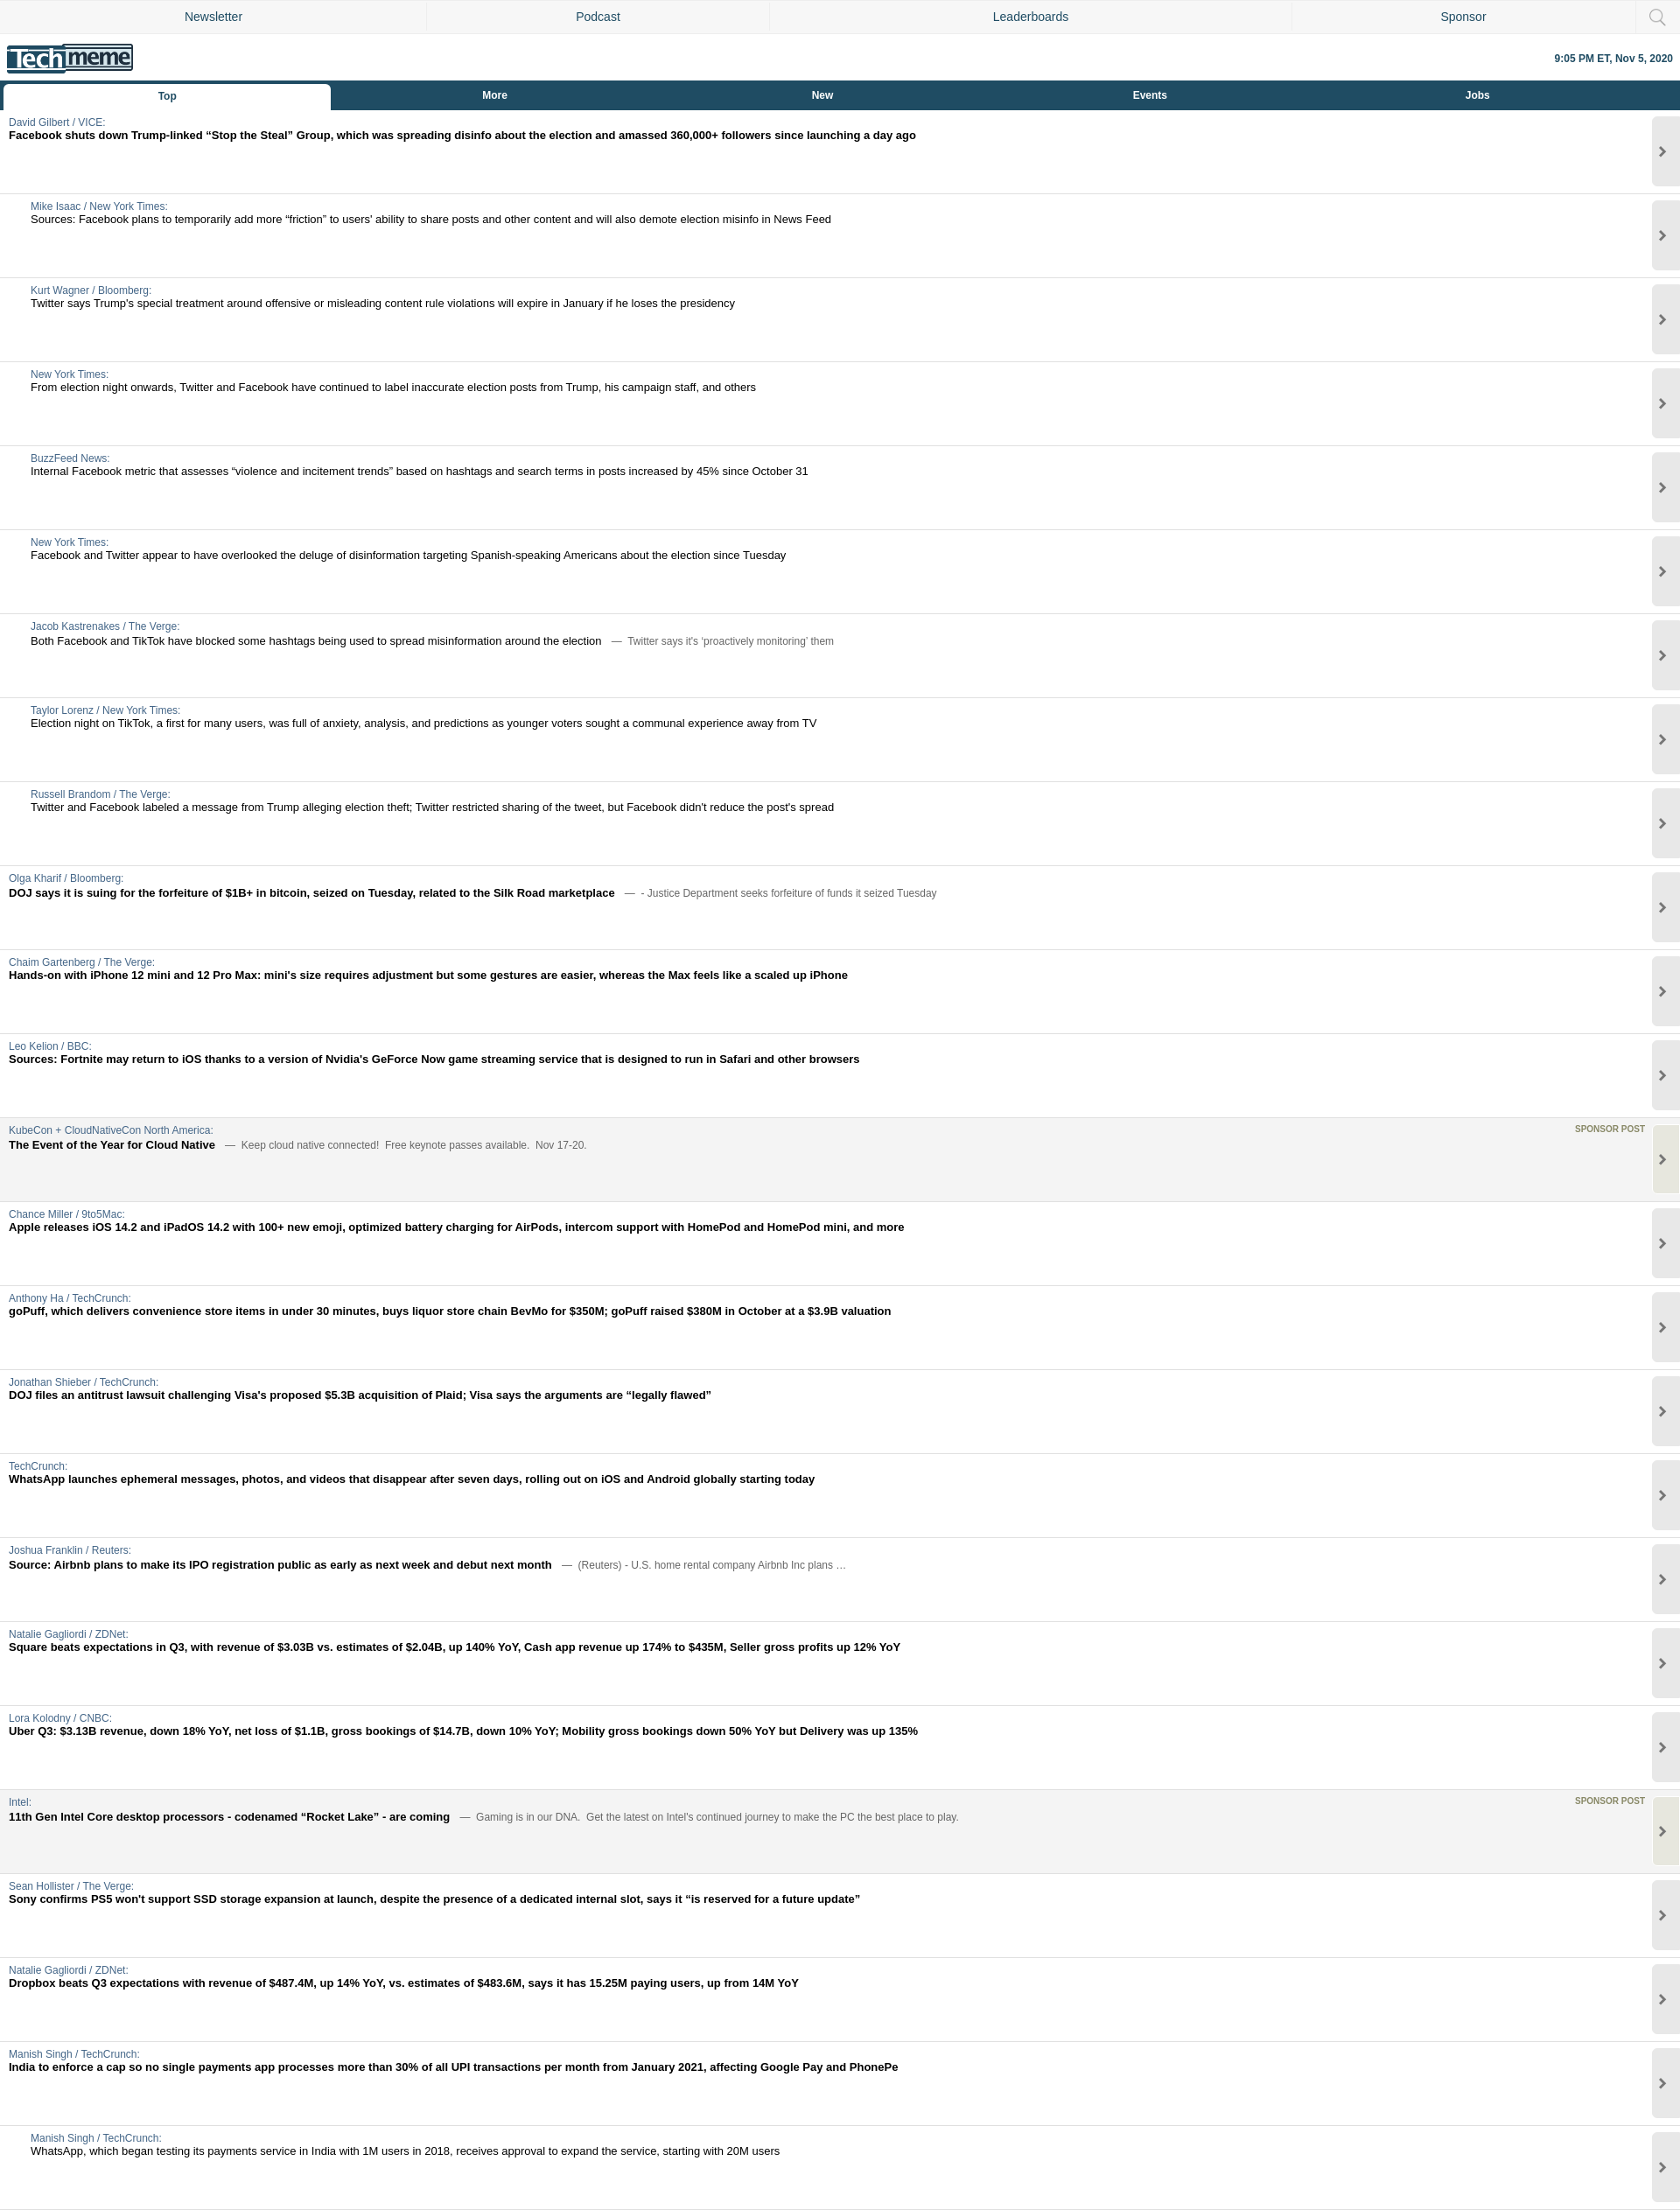 Newsletter
Podcast
Leaderboards
Sponsor
Techmeme
9:05 PM ET, Nov 5, 2020
Top
More
New
Events
Jobs
David Gilbert / VICE:
Facebook shuts down Trump-linked “Stop the Steal” Group, which was spreading disinfo about the election and amassed 360,000+ followers since launching a day ago
Mike Isaac / New York Times:
Sources: Facebook plans to temporarily add more “friction” to users' ability to share posts and other content and will also demote election misinfo in News Feed
Kurt Wagner / Bloomberg:
Twitter says Trump's special treatment around offensive or misleading content rule violations will expire in January if he loses the presidency
New York Times:
From election night onwards, Twitter and Facebook have continued to label inaccurate election posts from Trump, his campaign staff, and others
BuzzFeed News:
Internal Facebook metric that assesses “violence and incitement trends” based on hashtags and search terms in posts increased by 45% since October 31
New York Times:
Facebook and Twitter appear to have overlooked the deluge of disinformation targeting Spanish-speaking Americans about the election since Tuesday
Jacob Kastrenakes / The Verge:
Both Facebook and TikTok have blocked some hashtags being used to spread misinformation around the election — Twitter says it's ‘proactively monitoring’ them
Taylor Lorenz / New York Times:
Election night on TikTok, a first for many users, was full of anxiety, analysis, and predictions as younger voters sought a communal experience away from TV
Russell Brandom / The Verge:
Twitter and Facebook labeled a message from Trump alleging election theft; Twitter restricted sharing of the tweet, but Facebook didn't reduce the post's spread
Olga Kharif / Bloomberg:
DOJ says it is suing for the forfeiture of $1B+ in bitcoin, seized on Tuesday, related to the Silk Road marketplace — - Justice Department seeks forfeiture of funds it seized Tuesday
Chaim Gartenberg / The Verge:
Hands-on with iPhone 12 mini and 12 Pro Max: mini's size requires adjustment but some gestures are easier, whereas the Max feels like a scaled up iPhone
Leo Kelion / BBC:
Sources: Fortnite may return to iOS thanks to a version of Nvidia's GeForce Now game streaming service that is designed to run in Safari and other browsers
KubeCon + CloudNativeCon North America:
SPONSOR POST
The Event of the Year for Cloud Native — Keep cloud native connected! Free keynote passes available. Nov 17-20.
Chance Miller / 9to5Mac:
Apple releases iOS 14.2 and iPadOS 14.2 with 100+ new emoji, optimized battery charging for AirPods, intercom support with HomePod and HomePod mini, and more
Anthony Ha / TechCrunch:
goPuff, which delivers convenience store items in under 30 minutes, buys liquor store chain BevMo for $350M; goPuff raised $380M in October at a $3.9B valuation
Jonathan Shieber / TechCrunch:
DOJ files an antitrust lawsuit challenging Visa's proposed $5.3B acquisition of Plaid; Visa says the arguments are “legally flawed”
TechCrunch:
WhatsApp launches ephemeral messages, photos, and videos that disappear after seven days, rolling out on iOS and Android globally starting today
Joshua Franklin / Reuters:
Source: Airbnb plans to make its IPO registration public as early as next week and debut next month — (Reuters) - U.S. home rental company Airbnb Inc plans …
Natalie Gagliordi / ZDNet:
Square beats expectations in Q3, with revenue of $3.03B vs. estimates of $2.04B, up 140% YoY, Cash app revenue up 174% to $435M, Seller gross profits up 12% YoY
Lora Kolodny / CNBC:
Uber Q3: $3.13B revenue, down 18% YoY, net loss of $1.1B, gross bookings of $14.7B, down 10% YoY; Mobility gross bookings down 50% YoY but Delivery was up 135%
Intel:
SPONSOR POST
11th Gen Intel Core desktop processors - codenamed “Rocket Lake” - are coming — Gaming is in our DNA. Get the latest on Intel's continued journey to make the PC the best place to play.
Sean Hollister / The Verge:
Sony confirms PS5 won't support SSD storage expansion at launch, despite the presence of a dedicated internal slot, says it “is reserved for a future update”
Natalie Gagliordi / ZDNet:
Dropbox beats Q3 expectations with revenue of $487.4M, up 14% YoY, vs. estimates of $483.6M, says it has 15.25M paying users, up from 14M YoY
Manish Singh / TechCrunch:
India to enforce a cap so no single payments app processes more than 30% of all UPI transactions per month from January 2021, affecting Google Pay and PhonePe
Manish Singh / TechCrunch:
WhatsApp, which began testing its payments service in India with 1M users in 2018, receives approval to expand the service, starting with 20M users